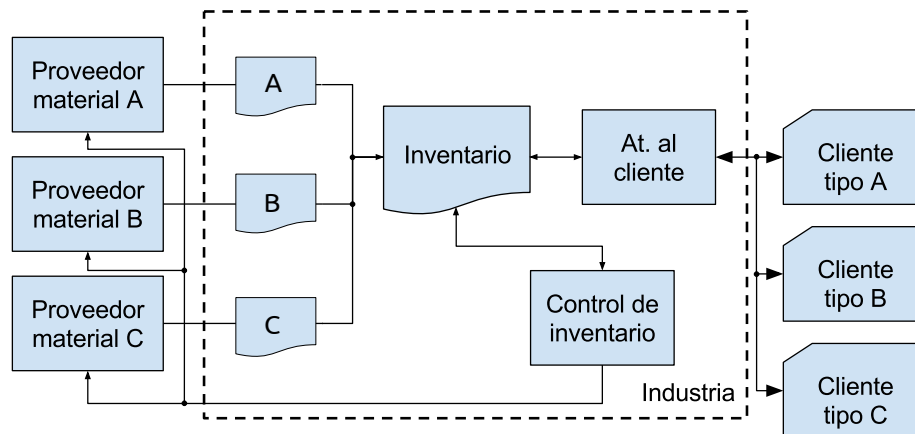 Proveedor
material A
Proveedor
material B
Proveedor
material C
A
B
C
Inventario
At. al
cliente
Control de
inventario
Industria
Cliente
tipo A
Cliente
tipo B
Cliente
tipo C